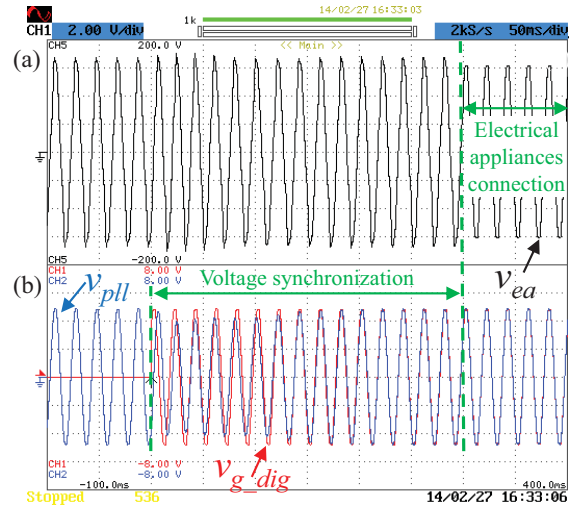 14/02/27 16:33:03
CH1 2.00 V/div 1k 2kS/s 50ms/div
CH5 200.0 V << Main >>
(a)
Electrical
appliances
connection
CH5 -200.0 V
v_ea
CH1 8.00 V
CH2 8.00 V
(b)
v_pll
Voltage synchronization
CH1 -8.00 V
CH2 -8.00 V
v_g_dig
-100.0ms 400.0ms
Stopped 536 14/02/27 16:33:06